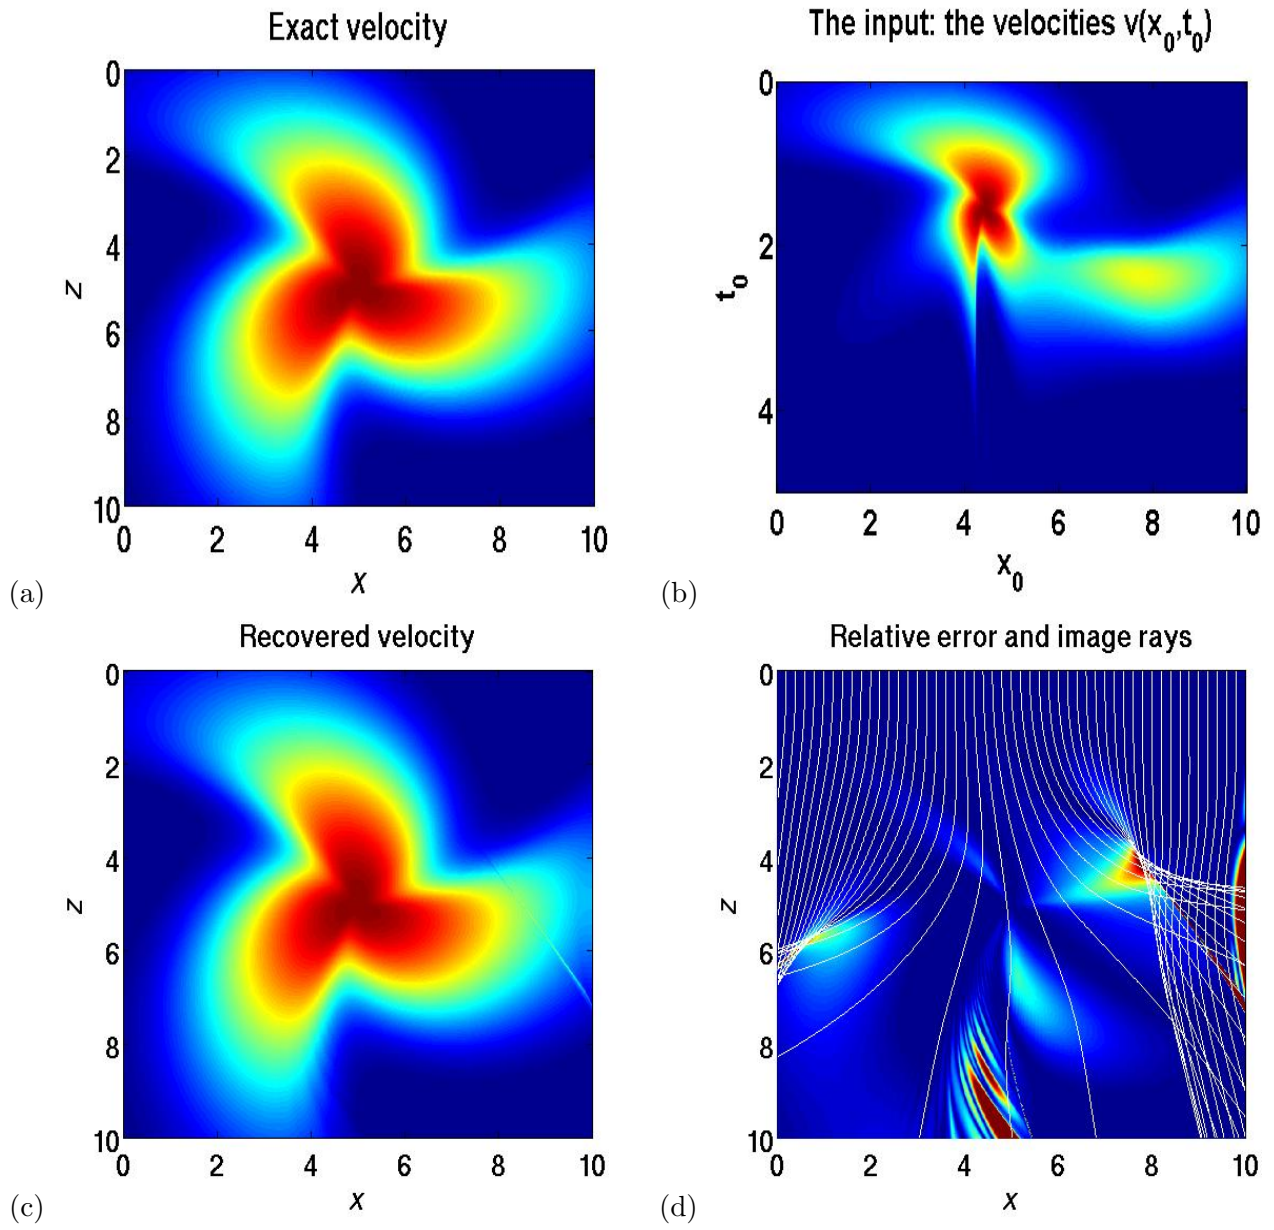 Exact velocity
0
2
4
6
8
10
z
0 2 4 6 8 10
x
(a)
The input: the velocities v(x₀,t₀)
0
2
4
t₀
0 2 4 6 8 10
x₀
(b)
Recovered velocity
0
2
4
6
8
10
z
0 2 4 6 8 10
x
(c)
Relative error and image rays
0
2
4
6
8
10
z
0 2 4 6 8 10
x
(d)